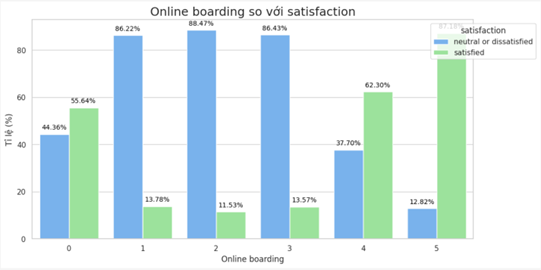 Online boarding so với satisfaction
satisfaction
neutral or dissatisfied
satisfied
86.22%
88.47%
86.43%
87.18%
44.36%
55.64%
13.78%
11.53%
13.57%
37.70%
62.30%
12.82%
Tỉ lệ (%)
80
60
40
20
0
0 1 2 3 4 5
Online boarding